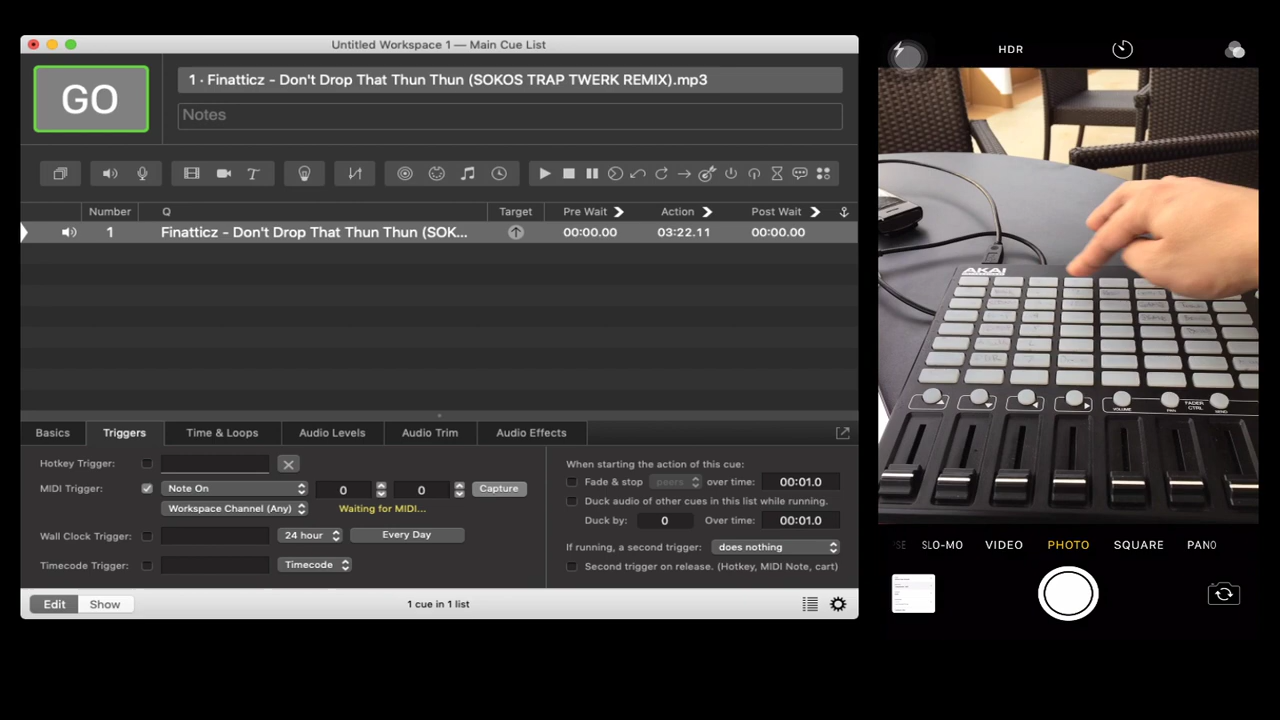 Untitled Workspace 1 — Main Cue List
GO
1 · Finatticz - Don't Drop That Thun Thun (SOKOS TRAP TWERK REMIX).mp3
Notes
Number Q Target Pre Wait Action Post Wait
1 Finatticz - Don't Drop That Thun Thun (SOK... 00:00.00 03:22.11 00:00.00
Basics Triggers Time & Loops Audio Levels Audio Trim Audio Effects
Hotkey Trigger:
MIDI Trigger: Note On 0 0 Capture
Workspace Channel (Any) Waiting for MIDI...
Wall Clock Trigger: 24 hour Every Day
Timecode Trigger: Timecode
When starting the action of this cue:
Fade & stop peers over time: 00:01.0
Duck audio of other cues in this list while running.
Duck by: 0 Over time: 00:01.0
If running, a second trigger: does nothing
Second trigger on release. (Hotkey, MIDI Note, cart)
Edit Show 1 cue in 1 list
HDR
AKAI
VOLUME PAN SEND
FADER CTRL
SLO-MO VIDEO PHOTO SQUARE PANO